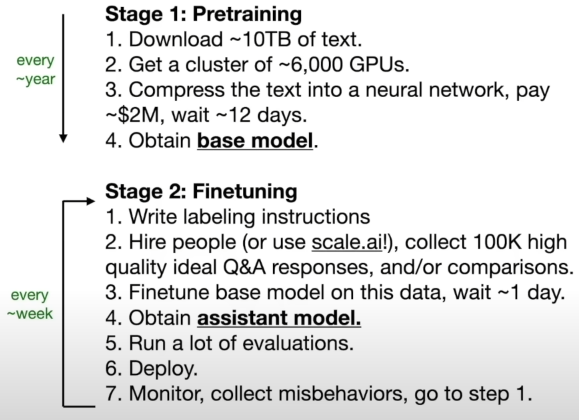 Stage 1: Pretraining
1. Download ~10TB of text.
2. Get a cluster of ~6,000 GPUs.
3. Compress the text into a neural network, pay
~$2M, wait ~12 days.
4. Obtain base model.
every
~year
Stage 2: Finetuning
1. Write labeling instructions
2. Hire people (or use scale.ai!), collect 100K high
quality ideal Q&A responses, and/or comparisons.
3. Finetune base model on this data, wait ~1 day.
4. Obtain assistant model.
5. Run a lot of evaluations.
6. Deploy.
7. Monitor, collect misbehaviors, go to step 1.
every
~week